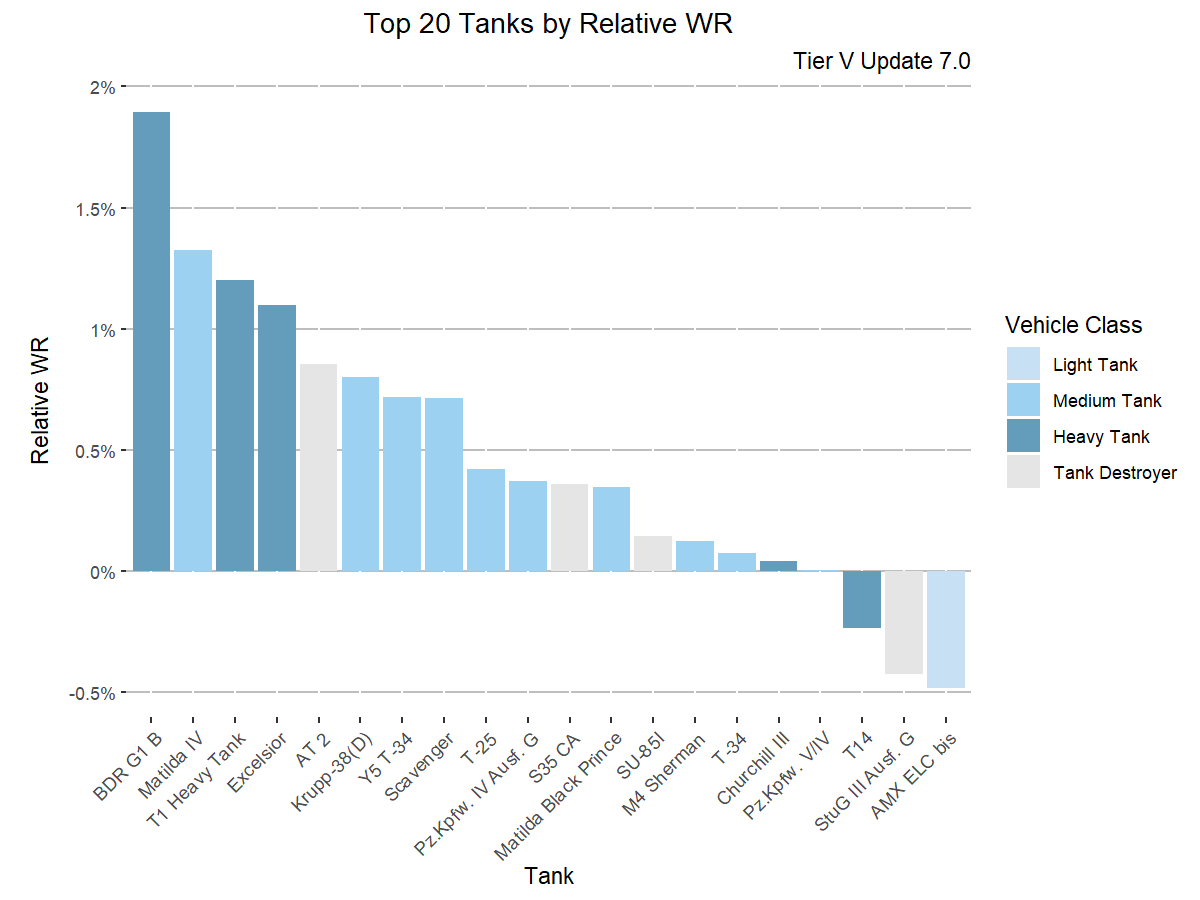 Top 20 Tanks by Relative WR
Tier V Update 7.0
2%
1.5%
1%
0.5%
0%
-0.5%
Relative WR
BDR G1 B
Matilda IV
T1 Heavy Tank
Excelsior
AT 2
Krupp-38(D)
Y5 T-34
Scavenger
T-25
Pz.Kpfw. IV Ausf. G
S35 CA
Matilda Black Prince
SU-85I
M4 Sherman
T-34
Churchill III
Pz.Kpfw. V/IV
T14
StuG III Ausf. G
AMX ELC bis
Tank
Vehicle Class
Light Tank
Medium Tank
Heavy Tank
Tank Destroyer